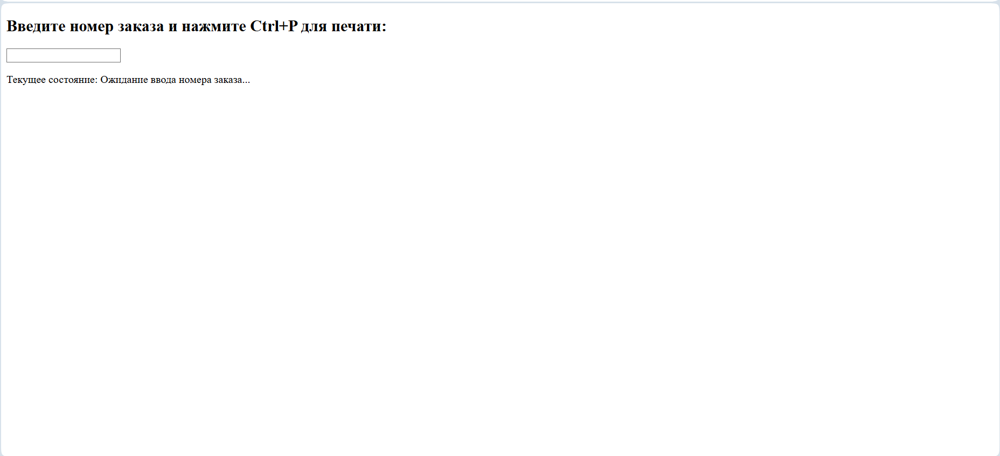 Введите номер заказа и нажмите Ctrl+P для печати:
Текущее состояние: Ожидание ввода номера заказа...